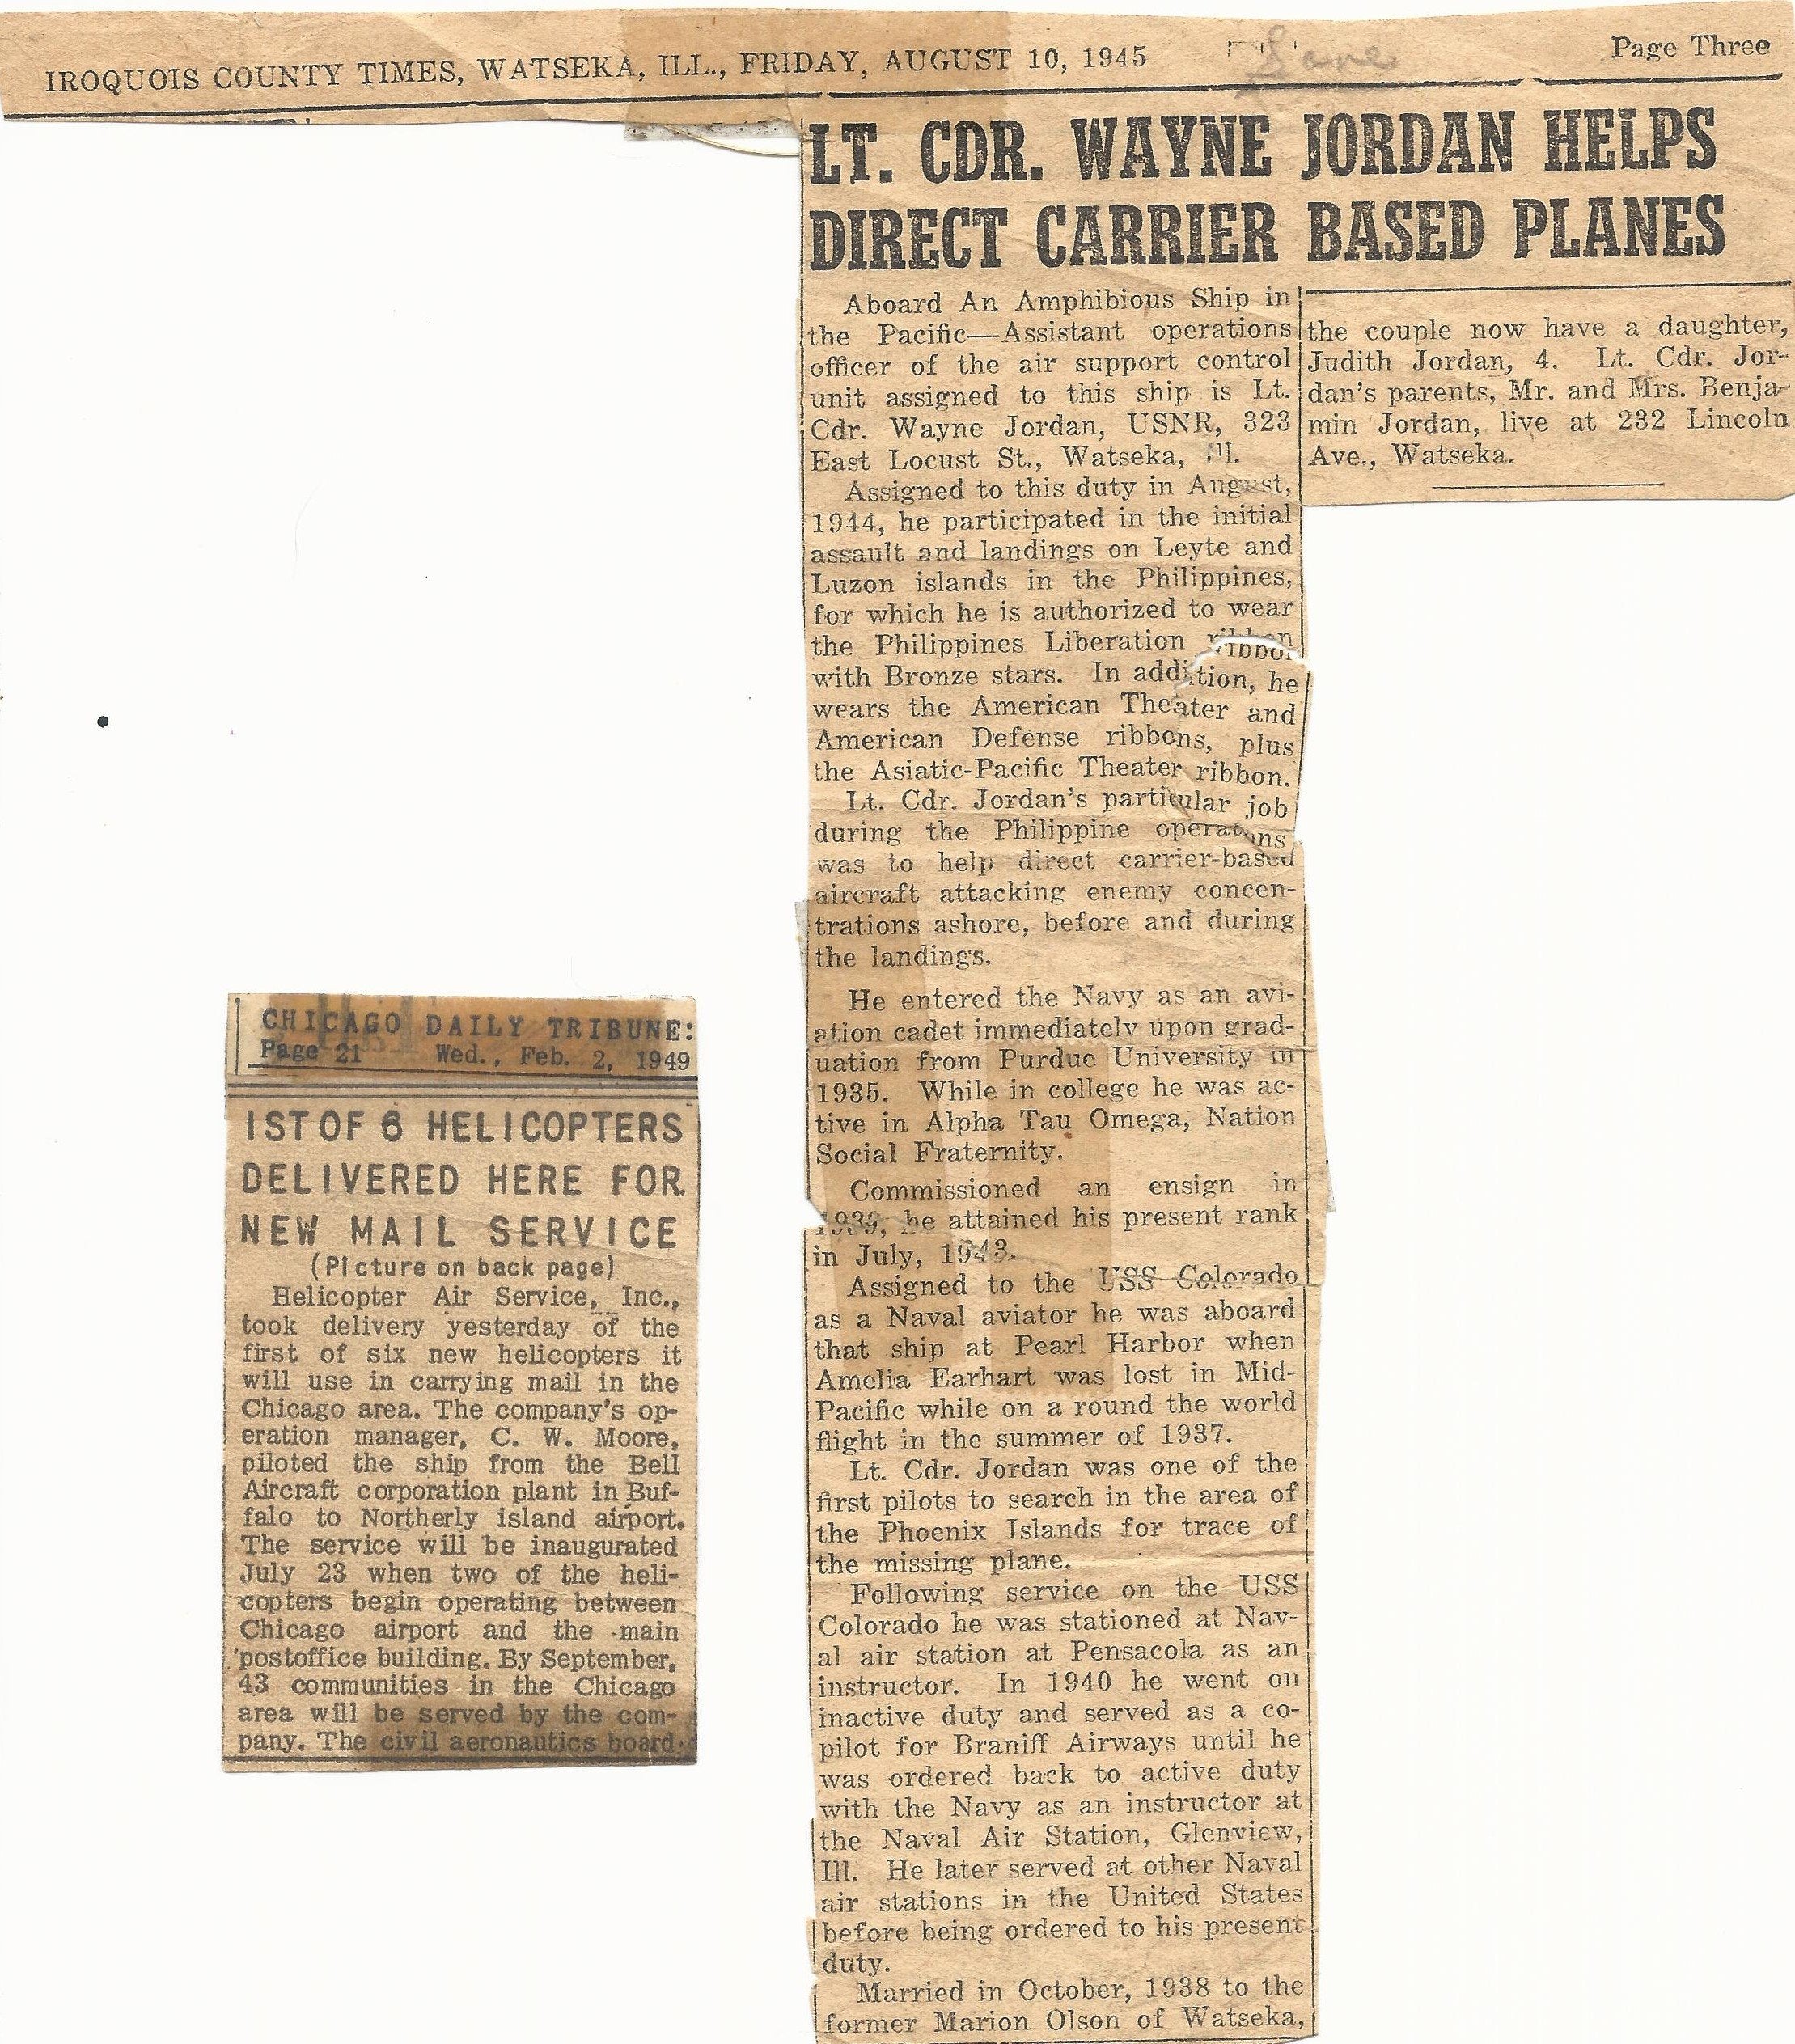 IROQUOIS COUNTY TIMES, WATSEKA, ILL., FRIDAY, AUGUST 10, 1945
Page Three
LT. CDR. WAYNE JORDAN HELPS
DIRECT CARRIER BASED PLANES
Aboard An Amphibious Ship in
the Pacific—Assistant operations
officer of the air support control
unit assigned to this ship is Lt.
Cdr. Wayne Jordan, USNR, 323
East Locust St., Watseka, Ill.
Assigned to this duty in August,
1944, he participated in the initial
assault and landings on Leyte and
Luzon islands in the Philippines,
for which he is authorized to wear
the Philippines Liberation ribbon
with Bronze stars. In addition, he
wears the American Theater and
American Defense ribbons, plus
the Asiatic-Pacific Theater ribbon.
Lt. Cdr. Jordan's particular job
during the Philippine operations
was to help direct carrier-based
aircraft attacking enemy concen-
trations ashore, before and during
the landings.
He entered the Navy as an avi-
ation cadet immediately upon grad-
uation from Purdue University in
1935. While in college he was ac-
tive in Alpha Tau Omega, Nation
Social Fraternity.
Commissioned an ensign in
1939, he attained his present rank
in July, 1943.
Assigned to the USS Colorado
as a Naval aviator he was aboard
that ship at Pearl Harbor when
Amelia Earhart was lost in Mid-
Pacific while on a round the world
flight in the summer of 1937.
Lt. Cdr. Jordan was one of the
first pilots to search in the area of
the Phoenix Islands for trace of
the missing plane.
Following service on the USS
Colorado he was stationed at Nav-
al air station at Pensacola as an
instructor. In 1940 he went on
inactive duty and served as a co-
pilot for Braniff Airways until he
was ordered back to active duty
with the Navy as an instructor at
the Naval Air Station, Glenview,
Ill. He later served at other Naval
air stations in the United States
before being ordered to his present
duty.
Married in October, 1938 to the
former Marion Olson of Watseka,
the couple now have a daughter,
Judith Jordan, 4. Lt. Cdr. Jor-
dan's parents, Mr. and Mrs. Benja-
min Jordan, live at 232 Lincoln
Ave., Watseka.
CHICAGO DAILY TRIBUNE:
Page 21 Wed., Feb. 2, 1949
1ST OF 6 HELICOPTERS
DELIVERED HERE FOR
NEW MAIL SERVICE
(Picture on back page)
Helicopter Air Service, Inc.,
took delivery yesterday of the
first of six new helicopters it
will use in carrying mail in the
Chicago area. The company's op-
eration manager, C. W. Moore,
piloted the ship from the Bell
Aircraft corporation plant in Buf-
falo to Northerly island airport.
The service will be inaugurated
July 23 when two of the heli-
copters begin operating between
Chicago airport and the main
postoffice building. By September,
43 communities in the Chicago
area will be served by the com-
pany. The civil aeronautics board